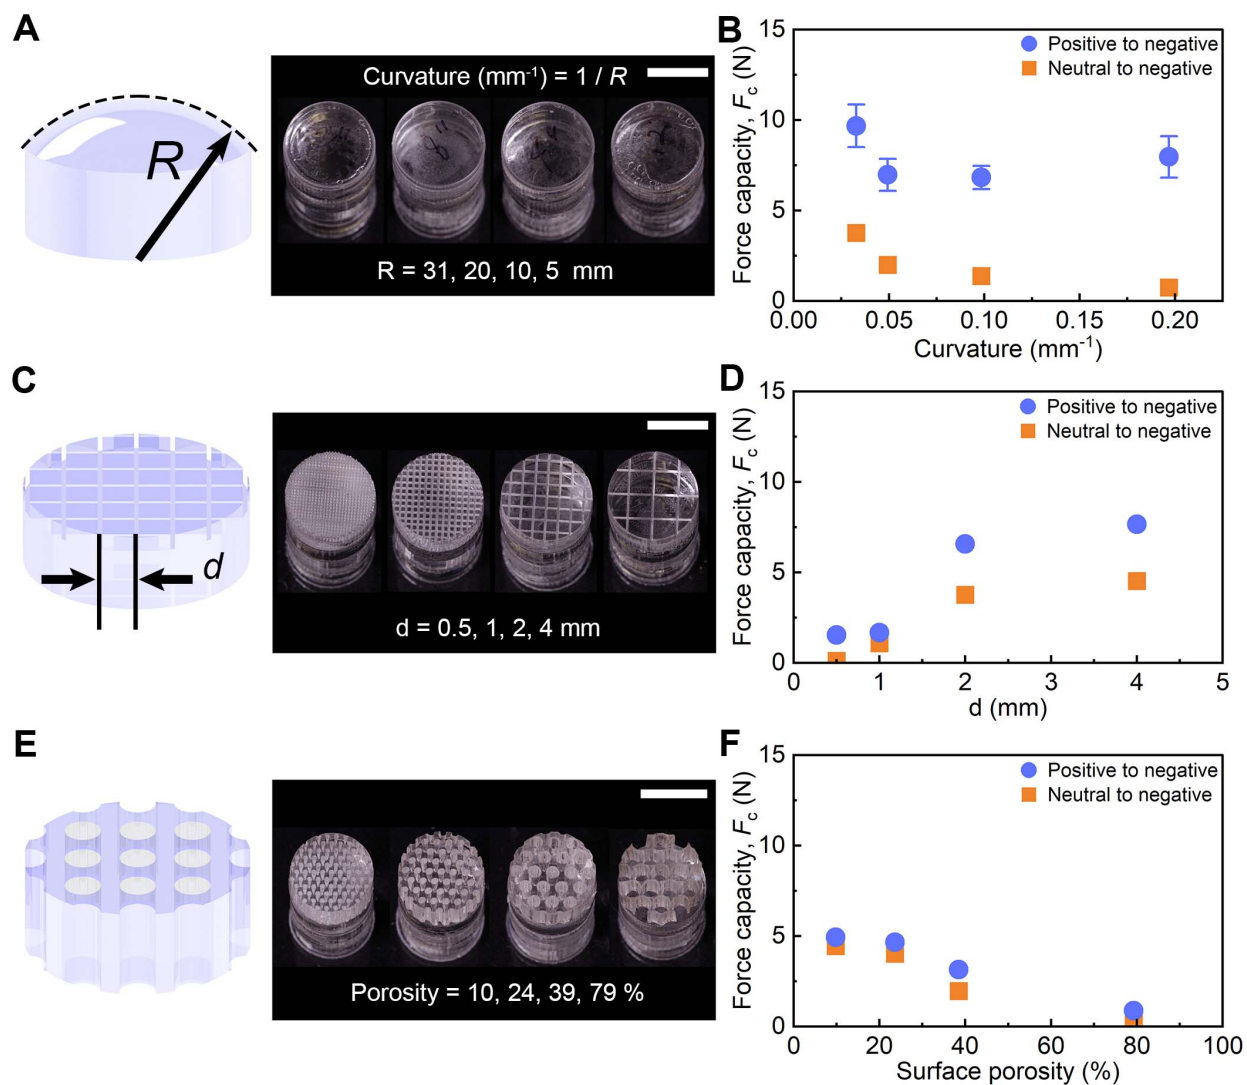 A
R
Curvature (mm⁻¹) = 1 / R
R = 31, 20, 10, 5 mm
B
Force capacity, Fc (N)
15
10
5
0
Positive to negative
Neutral to negative
0.00 0.05 0.10 0.15 0.20
Curvature (mm⁻¹)
C
d
d = 0.5, 1, 2, 4 mm
D
Force capacity, Fc (N)
15
10
5
0
Positive to negative
Neutral to negative
0 1 2 3 4 5
d (mm)
E
Porosity = 10, 24, 39, 79 %
F
Force capacity, Fc (N)
15
10
5
0
Positive to negative
Neutral to negative
0 20 40 60 80 100
Surface porosity (%)